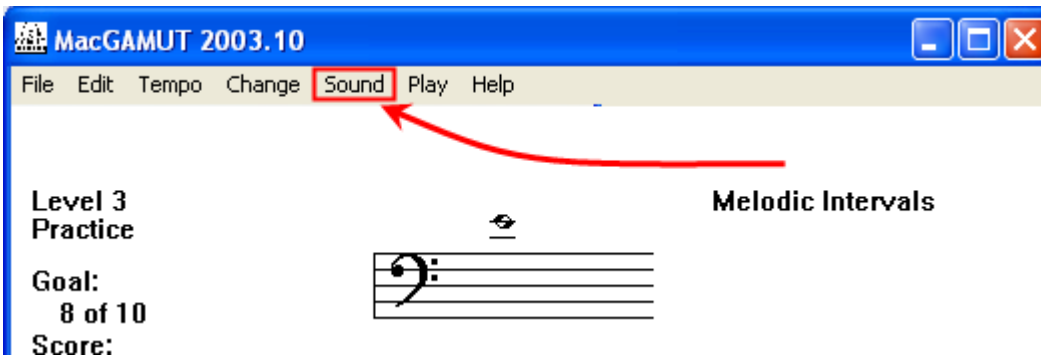 MacGAMUT 2003.10
File Edit Tempo Change Sound Play Help
Level 3
Practice
Melodic Intervals
Goal:
8 of 10
Score: